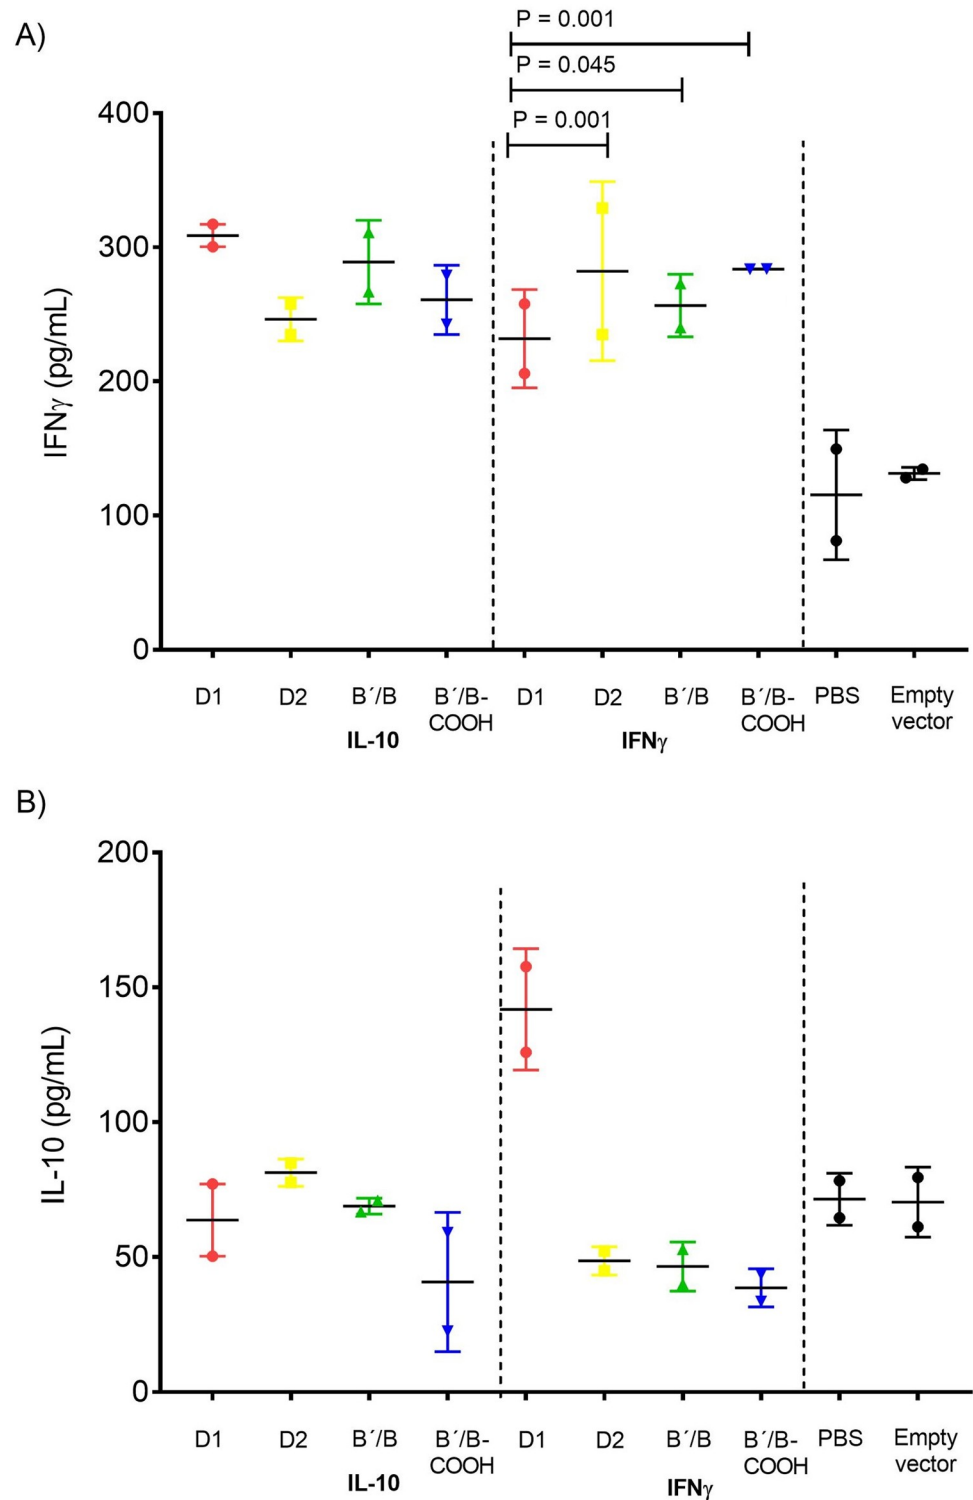 A)
P = 0.001
P = 0.045
P = 0.001
400
300
200
100
0
IFNγ (pg/mL)
D1 D2 B´/B B´/B-COOH D1 D2 B´/B B´/B-COOH PBS Empty vector
IL-10 IFNγ
B)
200
150
100
50
0
IL-10 (pg/mL)
D1 D2 B´/B B´/B-COOH D1 D2 B´/B B´/B-COOH PBS Empty vector
IL-10 IFNγ